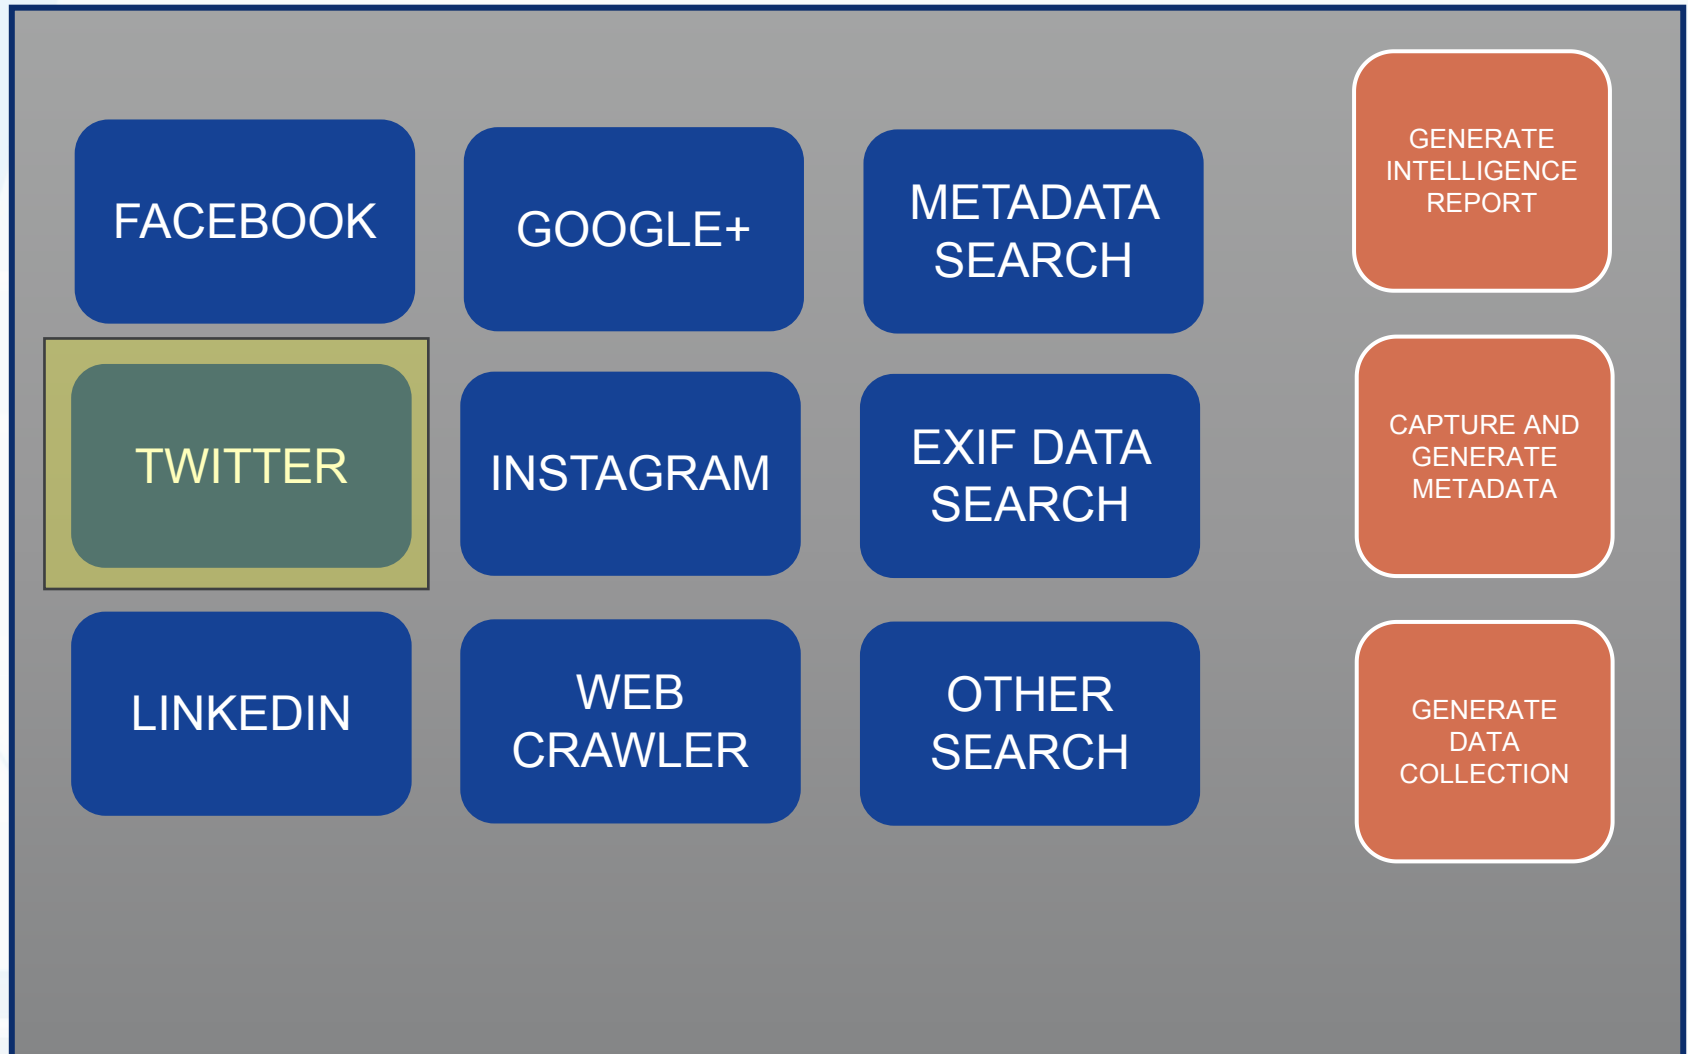 FACEBOOK
GOOGLE+
METADATA
SEARCH
GENERATE
INTELLIGENCE
REPORT
TWITTER
INSTAGRAM
EXIF DATA
SEARCH
CAPTURE AND
GENERATE
METADATA
LINKEDIN
WEB
CRAWLER
OTHER
SEARCH
GENERATE
DATA
COLLECTION